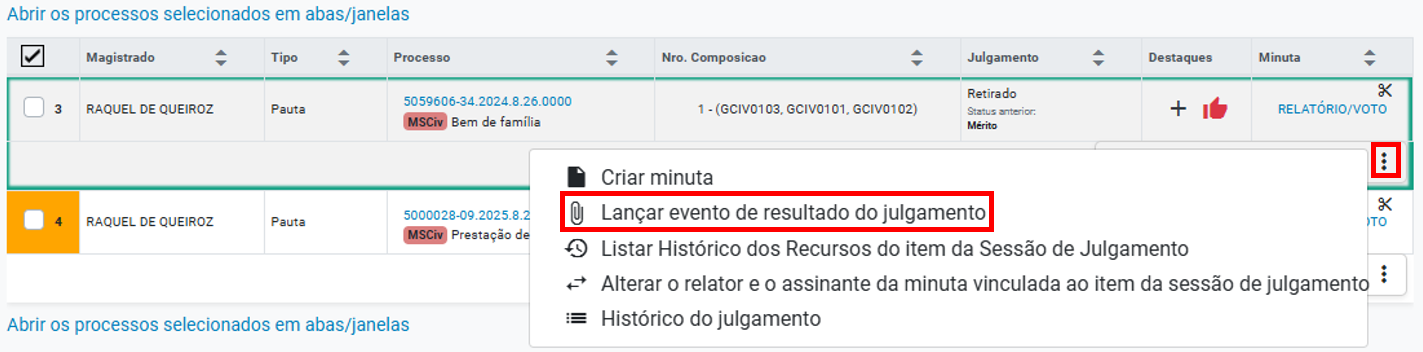 Abrir os processos selecionados em abas/janelas
Magistrado Tipo Processo Nro. Composicao Julgamento Destaques Minuta
3 RAQUEL DE QUEIROZ Pauta 5059606-34.2024.8.26.0000 1 - (GCIV0103, GCIV0101, GCIV0102) Retirado RELATÓRIO/VOTO
MSCiv Bem de família Status anterior:
Mérito
Criar minuta
Lançar evento de resultado do julgamento
4 RAQUEL DE QUEIROZ Pauta 5000028-09.2025.8.2
MSCiv Prestação de
Listar Histórico dos Recursos do item da Sessão de Julgamento
Alterar o relator e o assinante da minuta vinculada ao item da sessão de julgamento
Histórico do julgamento
Abrir os processos selecionados em abas/janelas